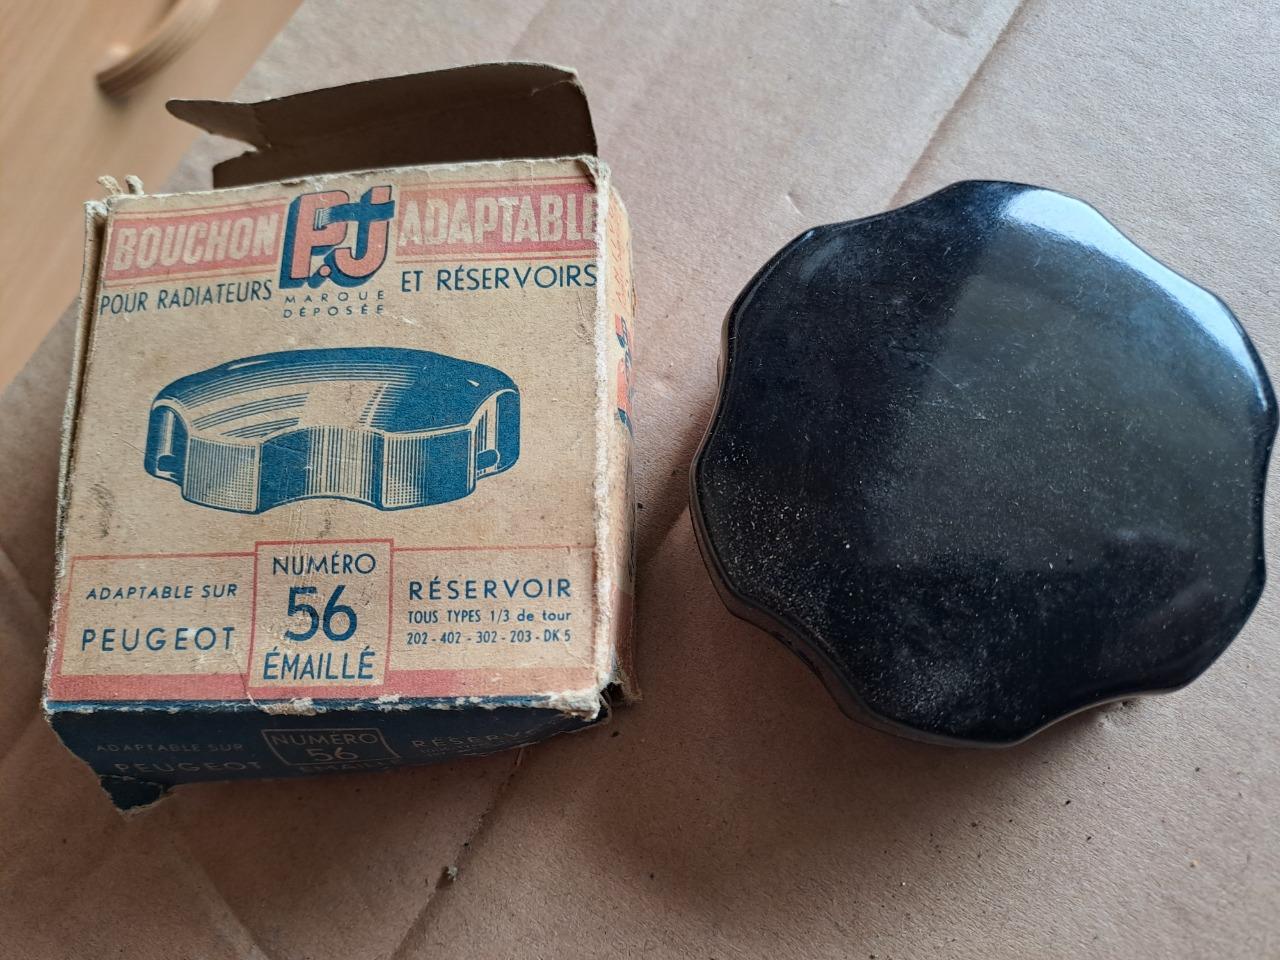 BOUCHON P.J ADAPTABLE
POUR RADIATEURS ET RÉSERVOIRS
MARQUE
DÉPOSÉE
ADAPTABLE SUR
PEUGEOT
NUMÉRO
56
ÉMAILLÉ
RÉSERVOIR
TOUS TYPES 1/3 de tour
202 - 402 - 302 - 203 - DK 5
ADAPTABLE SUR
PEUGEOT
NUMÉRO
56
ÉMAILLÉ